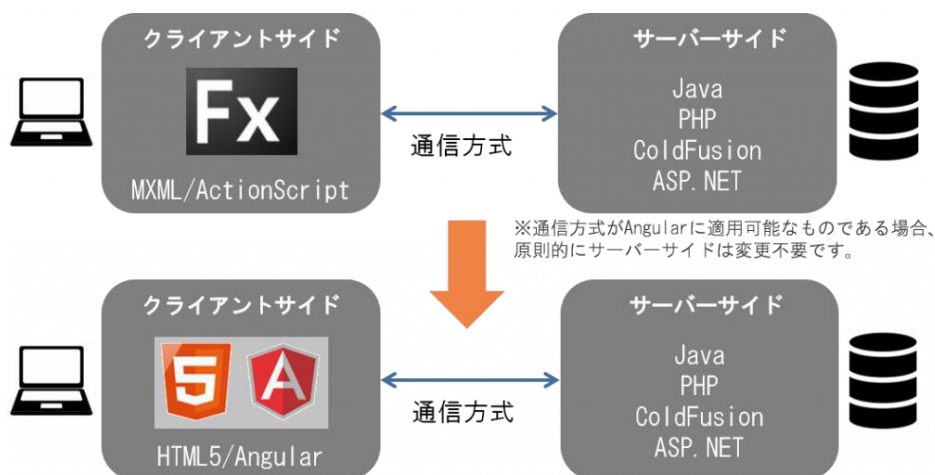 クライアントサイド
Fx
MXML/ActionScript
通信方式
サーバーサイド
Java
PHP
ColdFusion
ASP.NET
※通信方式がAngularに適用可能なものである場合、
原則的にサーバーサイドは変更不要です。
クライアントサイド
5 A
HTML5/Angular
通信方式
サーバーサイド
Java
PHP
ColdFusion
ASP.NET